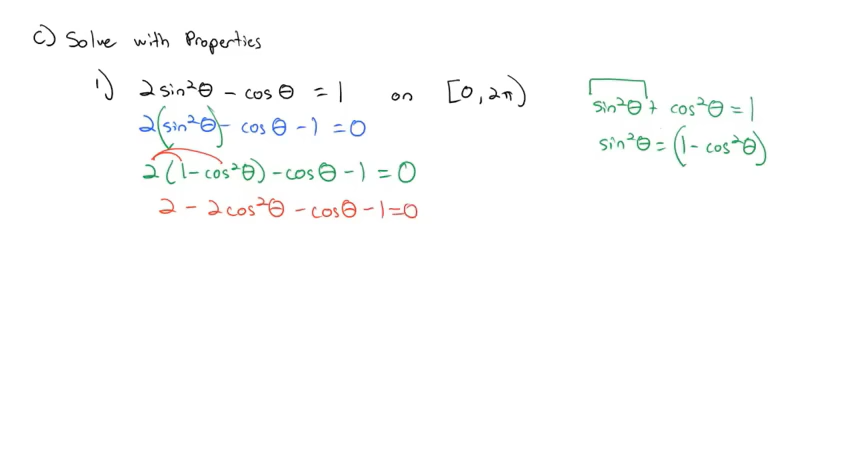 c) Solve with Properties
1) 2sin²θ - cosθ = 1 on [0, 2π)
2(sin²θ) - cosθ - 1 = 0
2(1 - cos²θ) - cosθ - 1 = 0
2 - 2cos²θ - cosθ - 1 = 0
sin²θ + cos²θ = 1
sin²θ = (1 - cos²θ)